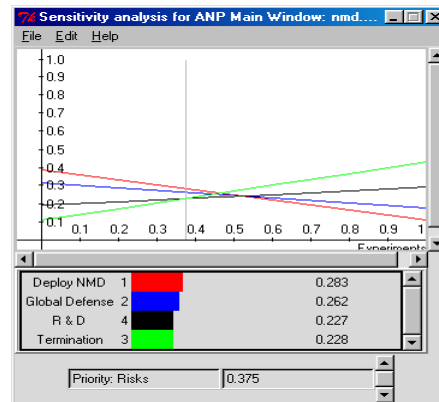 Sensitivity analysis for ANP Main Window: nmd....
File Edit Help
1.0
0.9
0.8
0.7
0.6
0.5
0.4
0.3
0.2
0.1
0.1 0.2 0.3 0.4 0.5 0.6 0.7 0.8 0.9 1
Experiments
Deploy NMD 1 0.283
Global Defense 2 0.262
R & D 4 0.227
Termination 3 0.228
Priority: Risks 0.375